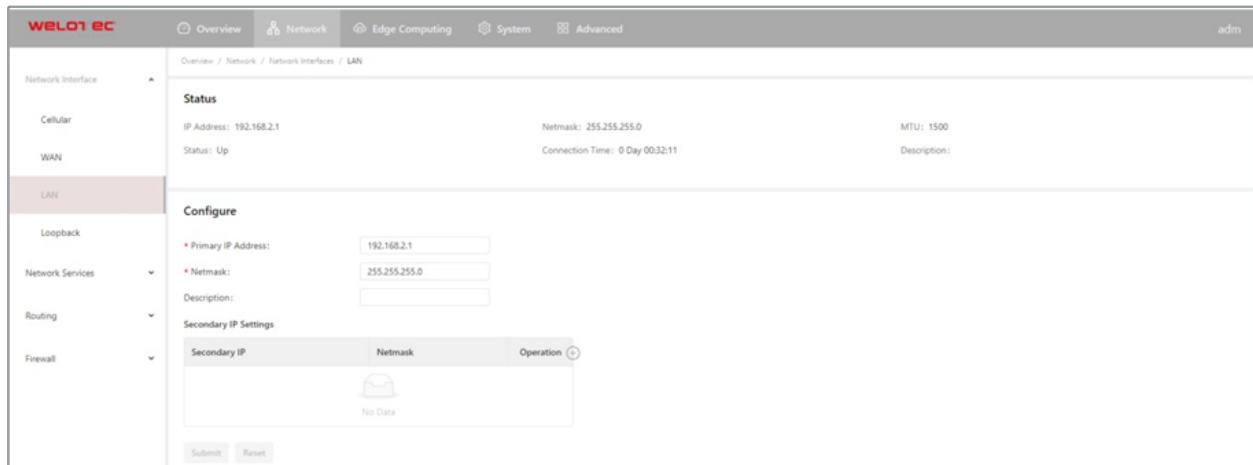 WELOTEC
Overview Network Edge Computing System Advanced adm
Overview / Network / Network Interfaces / LAN
Network Interface
Cellular
WAN
LAN
Loopback
Network Services
Routing
Firewall
Status
IP Address: 192.168.2.1 Netmask: 255.255.255.0 MTU: 1500
Status: Up Connection Time: 0 Day 00:32:11 Description:
Configure
* Primary IP Address: 192.168.2.1
* Netmask: 255.255.255.0
Description:
Secondary IP Settings
Secondary IP Netmask Operation
No Data
Submit Reset